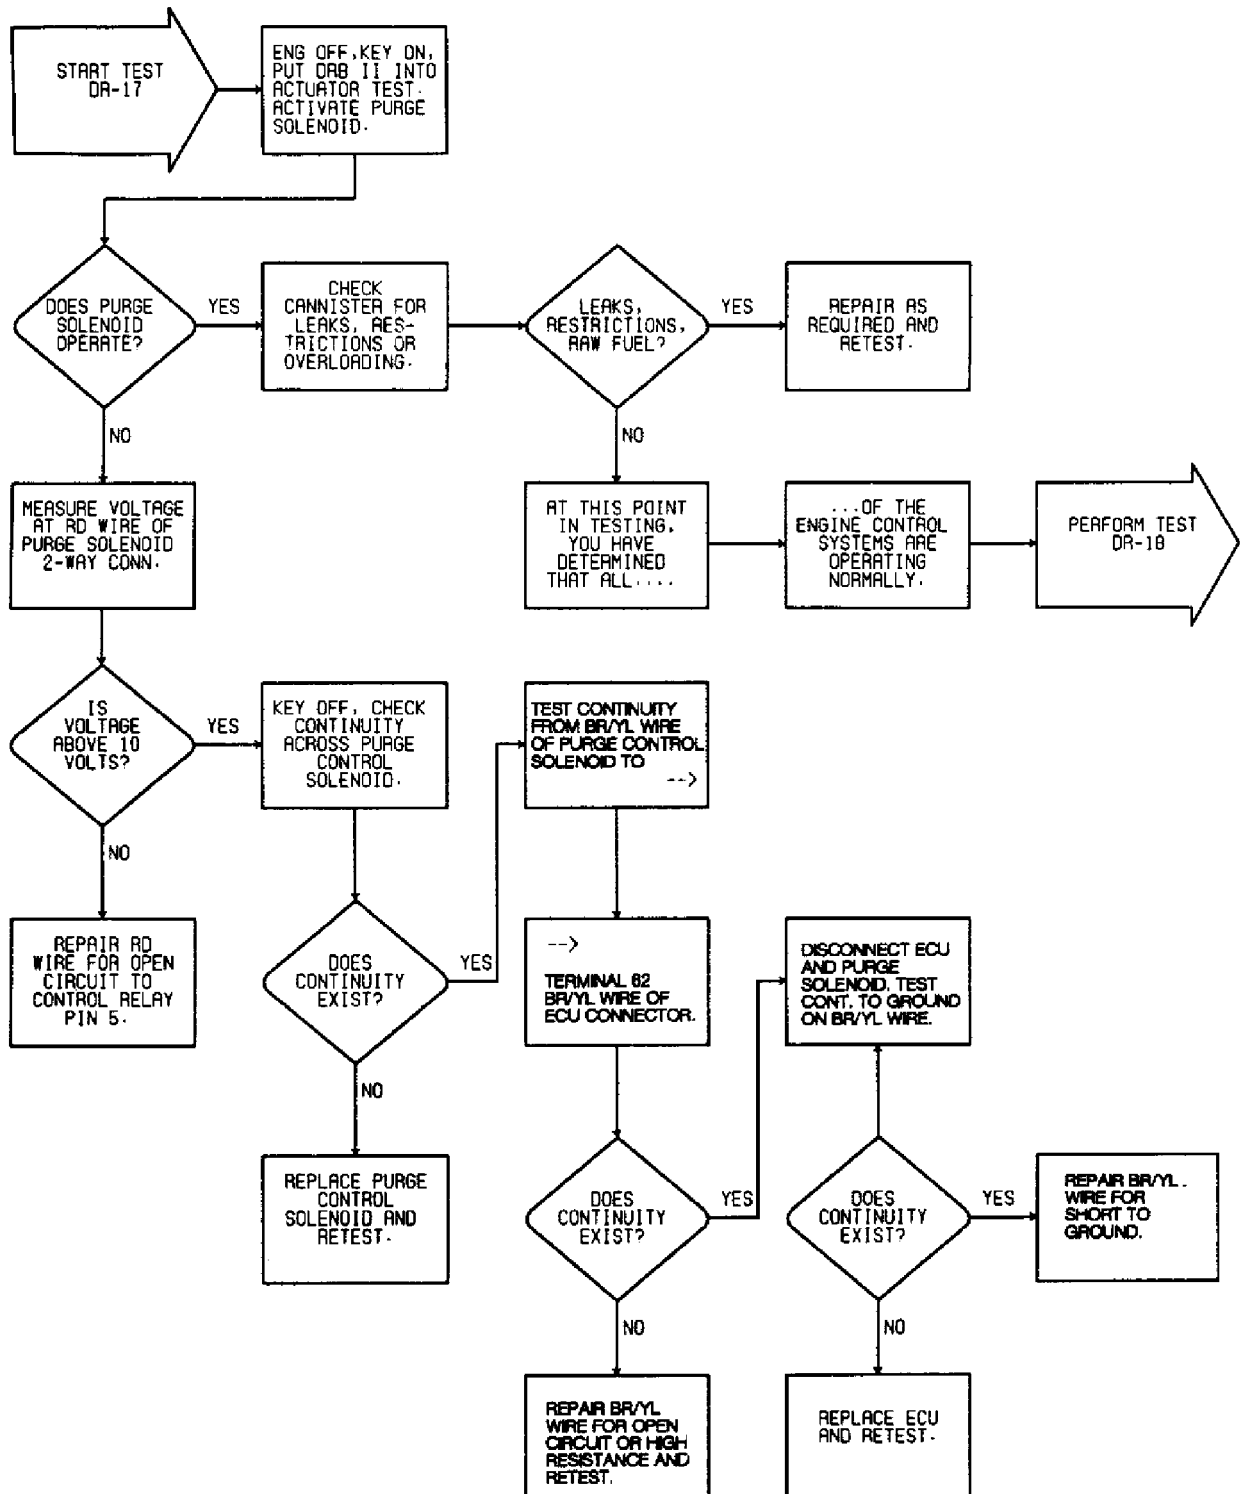 START TEST
DR-17
ENG OFF,KEY ON,
PUT DRB II INTO
ACTUATOR TEST.
ACTIVATE PURGE
SOLENOID.
DOES PURGE
SOLENOID
OPERATE?
YES
CHECK
CANNISTER FOR
LEAKS, RES-
TRICTIONS OR
OVERLOADING.
LEAKS,
RESTRICTIONS,
RAW FUEL?
YES
REPAIR AS
REQUIRED AND
RETEST.
NO
NO
MEASURE VOLTAGE
AT RD WIRE OF
PURGE SOLENOID
2-WAY CONN.
AT THIS POINT
IN TESTING,
YOU HAVE
DETERMINED
THAT ALL....
...OF THE
ENGINE CONTROL
SYSTEMS ARE
OPERATING
NORMALLY.
PERFORM TEST
DR-18
IS
VOLTAGE
ABOVE 10
VOLTS?
YES
KEY OFF, CHECK
CONTINUITY
ACROSS PURGE
CONTROL
SOLENOID.
TEST CONTINUITY
FROM BR/YL WIRE
OF PURGE CONTROL
SOLENOID TO
-->
NO
REPAIR RD
WIRE FOR OPEN
CIRCUIT TO
CONTROL RELAY
PIN 5.
DOES
CONTINUITY
EXIST?
YES
-->
TERMINAL 62
BR/YL WIRE OF
ECU CONNECTOR.
DISCONNECT ECU
AND PURGE
SOLENOID. TEST
CONT. TO GROUND
ON BR/YL WIRE.
NO
REPLACE PURGE
CONTROL
SOLENOID AND
RETEST.
DOES
CONTINUITY
EXIST?
YES
DOES
CONTINUITY
EXIST?
YES
REPAIR BR/YL .
WIRE FOR
SHORT TO
GROUND.
NO
NO
REPAIR BR/YL
WIRE FOR OPEN
CIRCUIT OR HIGH
RESISTANCE AND
RETEST.
REPLACE ECU
AND RETEST.